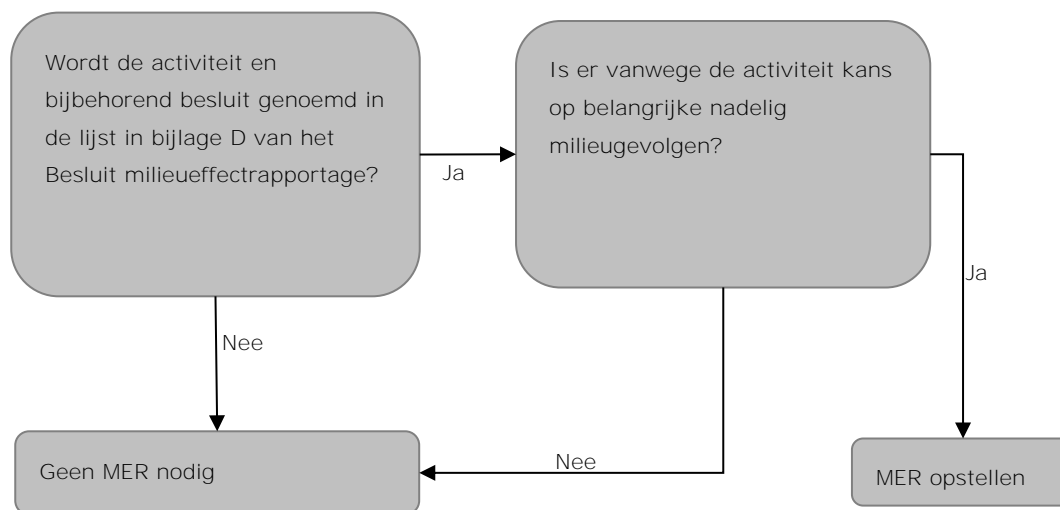 Wordt de activiteit en
bijbehorend besluit genoemd in
de lijst in bijlage D van het
Besluit milieueffectrapportage?
Ja
Is er vanwege de activiteit kans
op belangrijke nadelig
milieugevolgen?
Ja
Nee
Nee
Geen MER nodig
MER opstellen